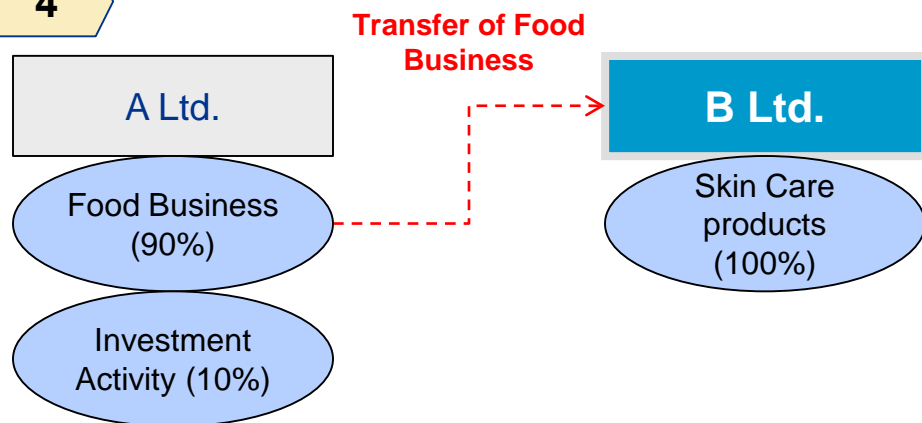 4
Transfer of Food
Business
A Ltd.
B Ltd.
Food Business
(90%)
Skin Care
products
(100%)
Investment
Activity (10%)